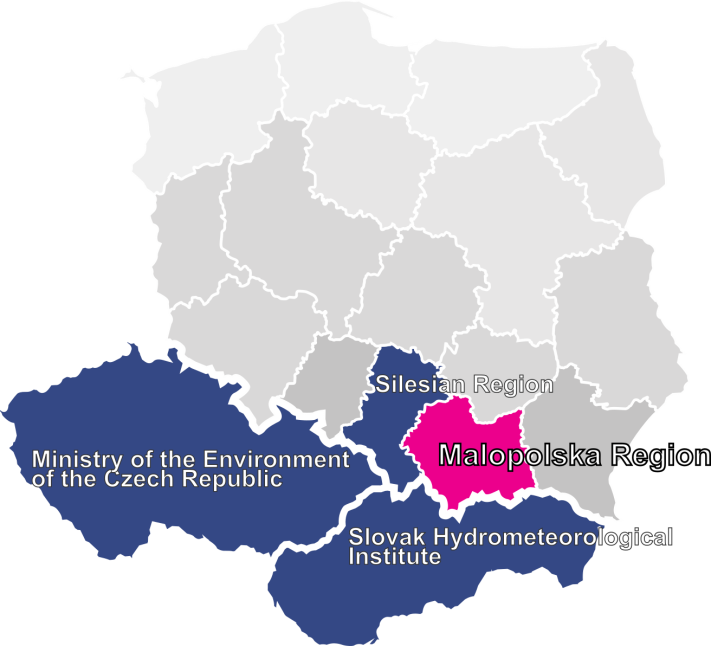 Silesian Region
Malopolska Region
Ministry of the Environment
of the Czech Republic
Slovak Hydrometeorological
Institute